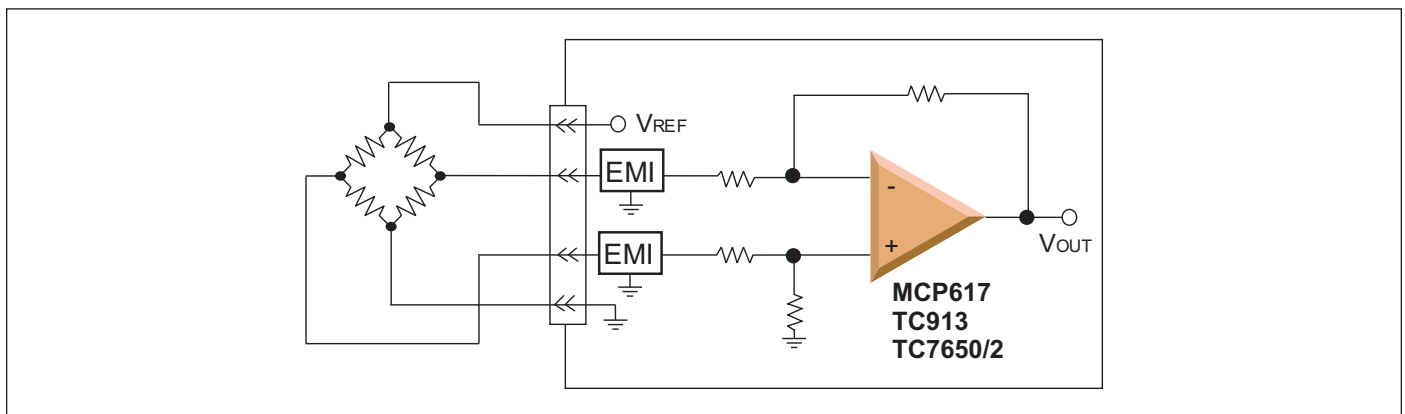 VREF
EMI
-
EMI
+
VOUT
MCP617
TC913
TC7650/2